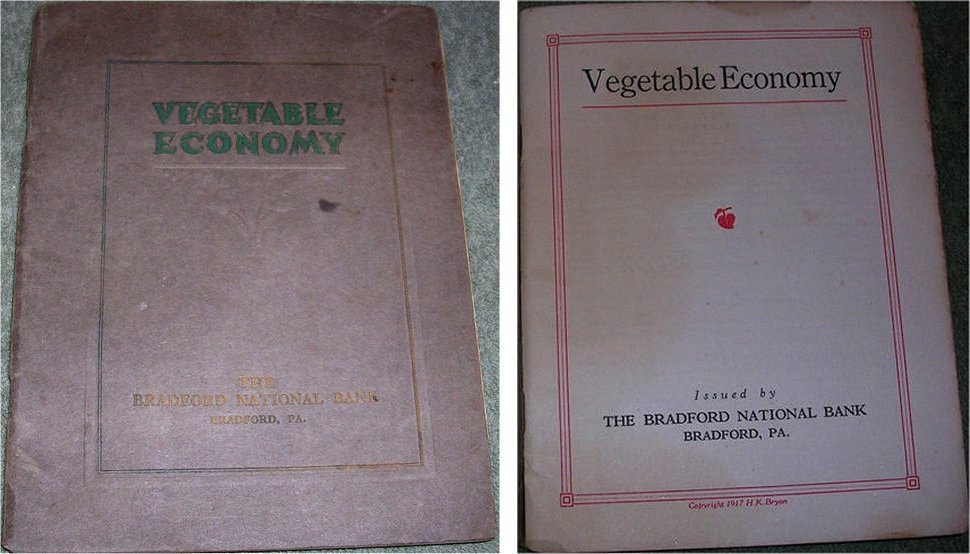 VEGETABLE
ECONOMY
THE
BRADFORD NATIONAL BANK
BRADFORD, PA.
Vegetable Economy
Issued by
THE BRADFORD NATIONAL BANK
BRADFORD, PA.
Copyright 1917 H.K. Bryan